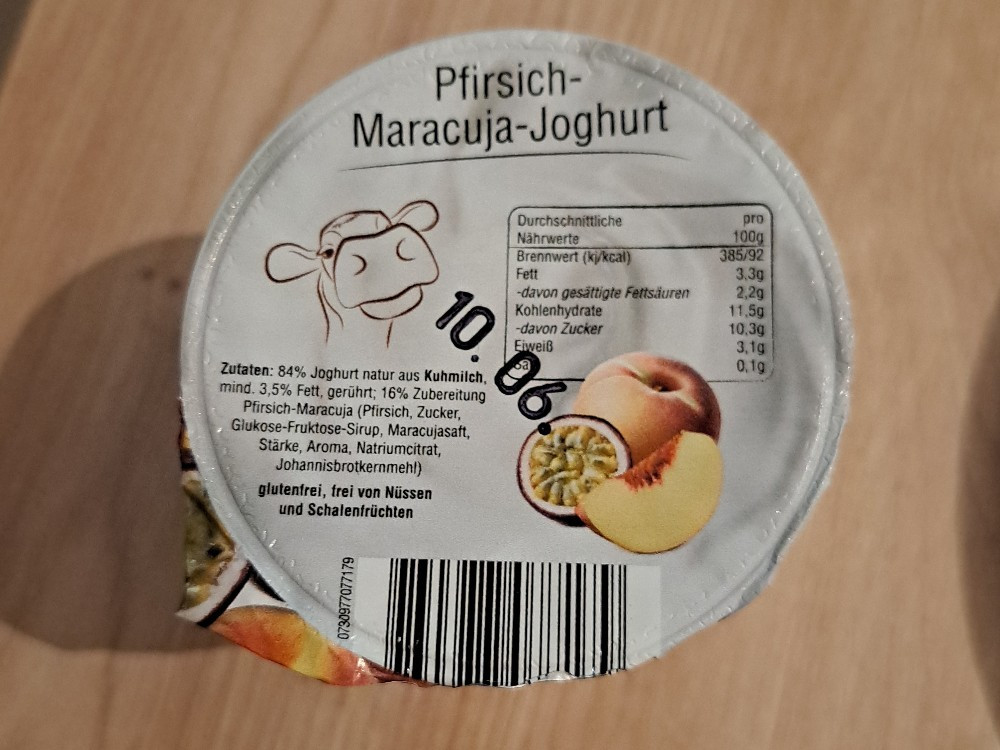 Pfirsich-
Maracuja-Joghurt
Durchschnittliche pro
Nährwerte 100g
Brennwert (kj/kcal) 385/92
Fett 3,3g
-davon gesättigte Fettsäuren 2,2g
Kohlenhydrate 11,5g
-davon Zucker 10,3g
Eiweiß 3,1g
0,1g
10.06.
Zutaten: 84% Joghurt natur aus Kuhmilch,
mind. 3,5% Fett, gerührt; 16% Zubereitung
Pfirsich-Maracuja (Pfirsich, Zucker,
Glukose-Fruktose-Sirup, Maracujasaft,
Stärke, Aroma, Natriumcitrat,
Johannisbrotkernmehl)
glutenfrei, frei von Nüssen
und Schalenfrüchten
0730977077179